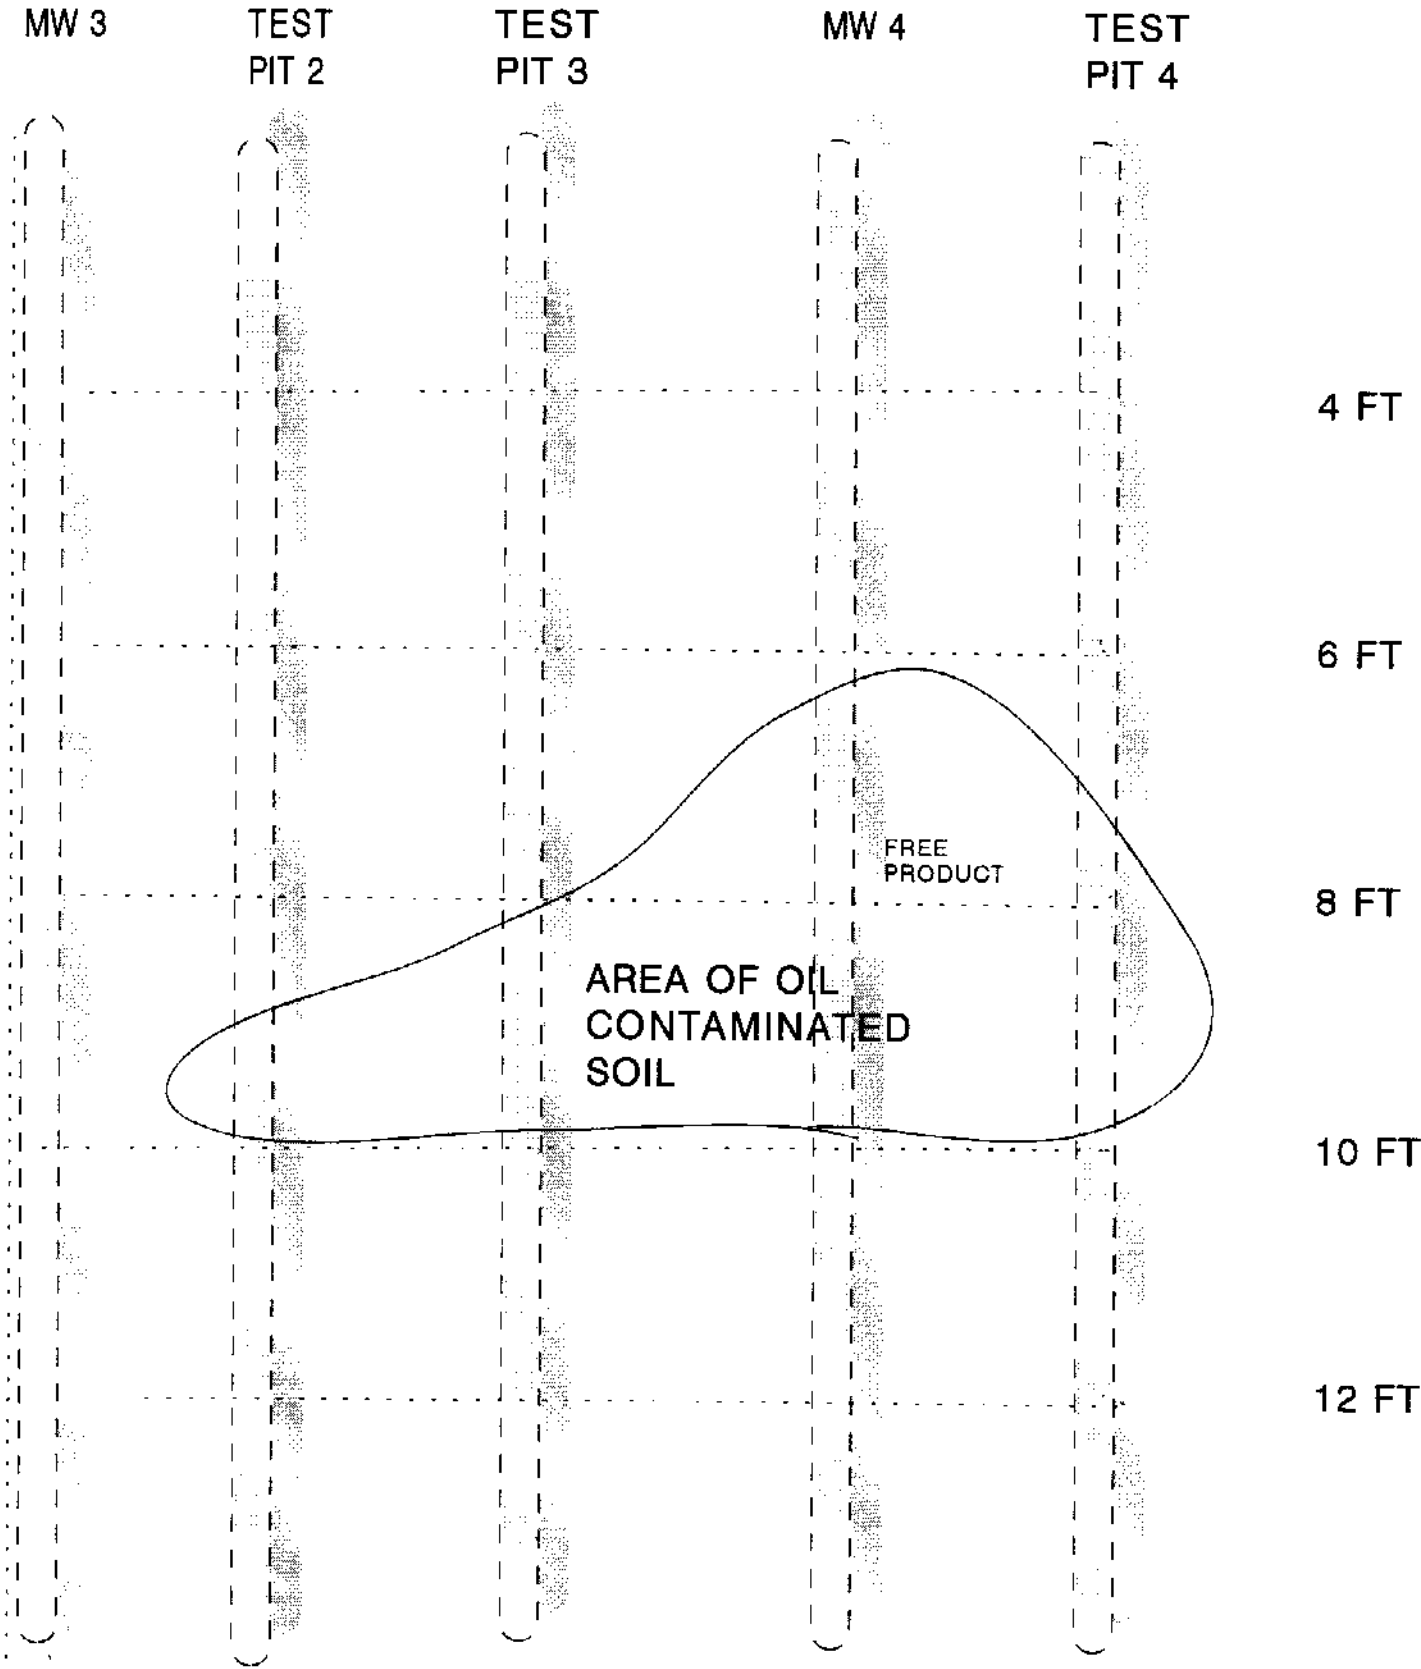 MW 3
TEST
PIT 2
TEST
PIT 3
MW 4
TEST
PIT 4
4 FT
6 FT
FREE
PRODUCT
8 FT
AREA OF OIL
CONTAMINATED
SOIL
10 FT
12 FT